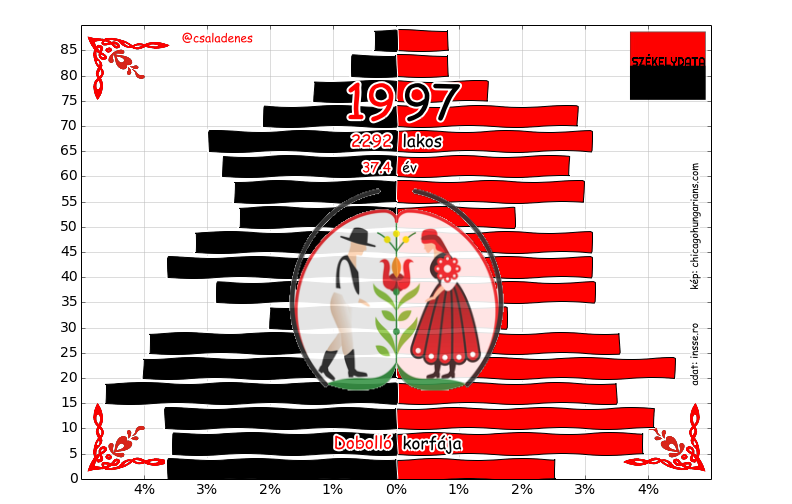 @csaladenes
SZÉKELYDATA
1997
2292 lakos
37.4 év
kép: chicagohungarians.com
adat: insse.ro
Dobolló korfája
85
80
75
70
65
60
55
50
45
40
35
30
25
20
15
10
5
0
4% 3% 2% 1% 0% 1% 2% 3% 4%